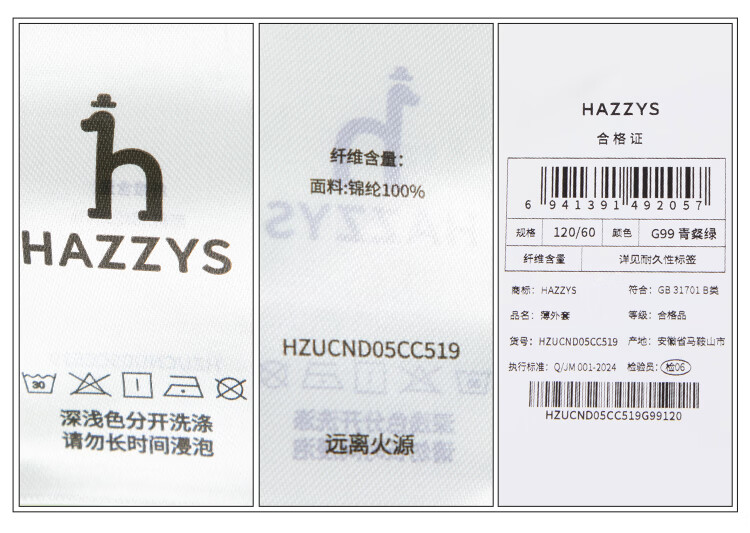 HAZZYS
30
深浅色分开洗涤
请勿长时间浸泡
纤维含量：
面料:锦纶100%
HZUCND05CC519
远离火源
HAZZYS
合格证
6 941391 492057
规格 120/60 颜色 G99 青粲绿
纤维含量 详见耐久性标签
商标：HAZZYS 符合：GB 31701 B类
品名：薄外套 等级：合格品
货号：HZUCND05CC519 产地：安徽省马鞍山市
执行标准：Q/JM 001-2024 检验员：检06
HZUCND05CC519G99120